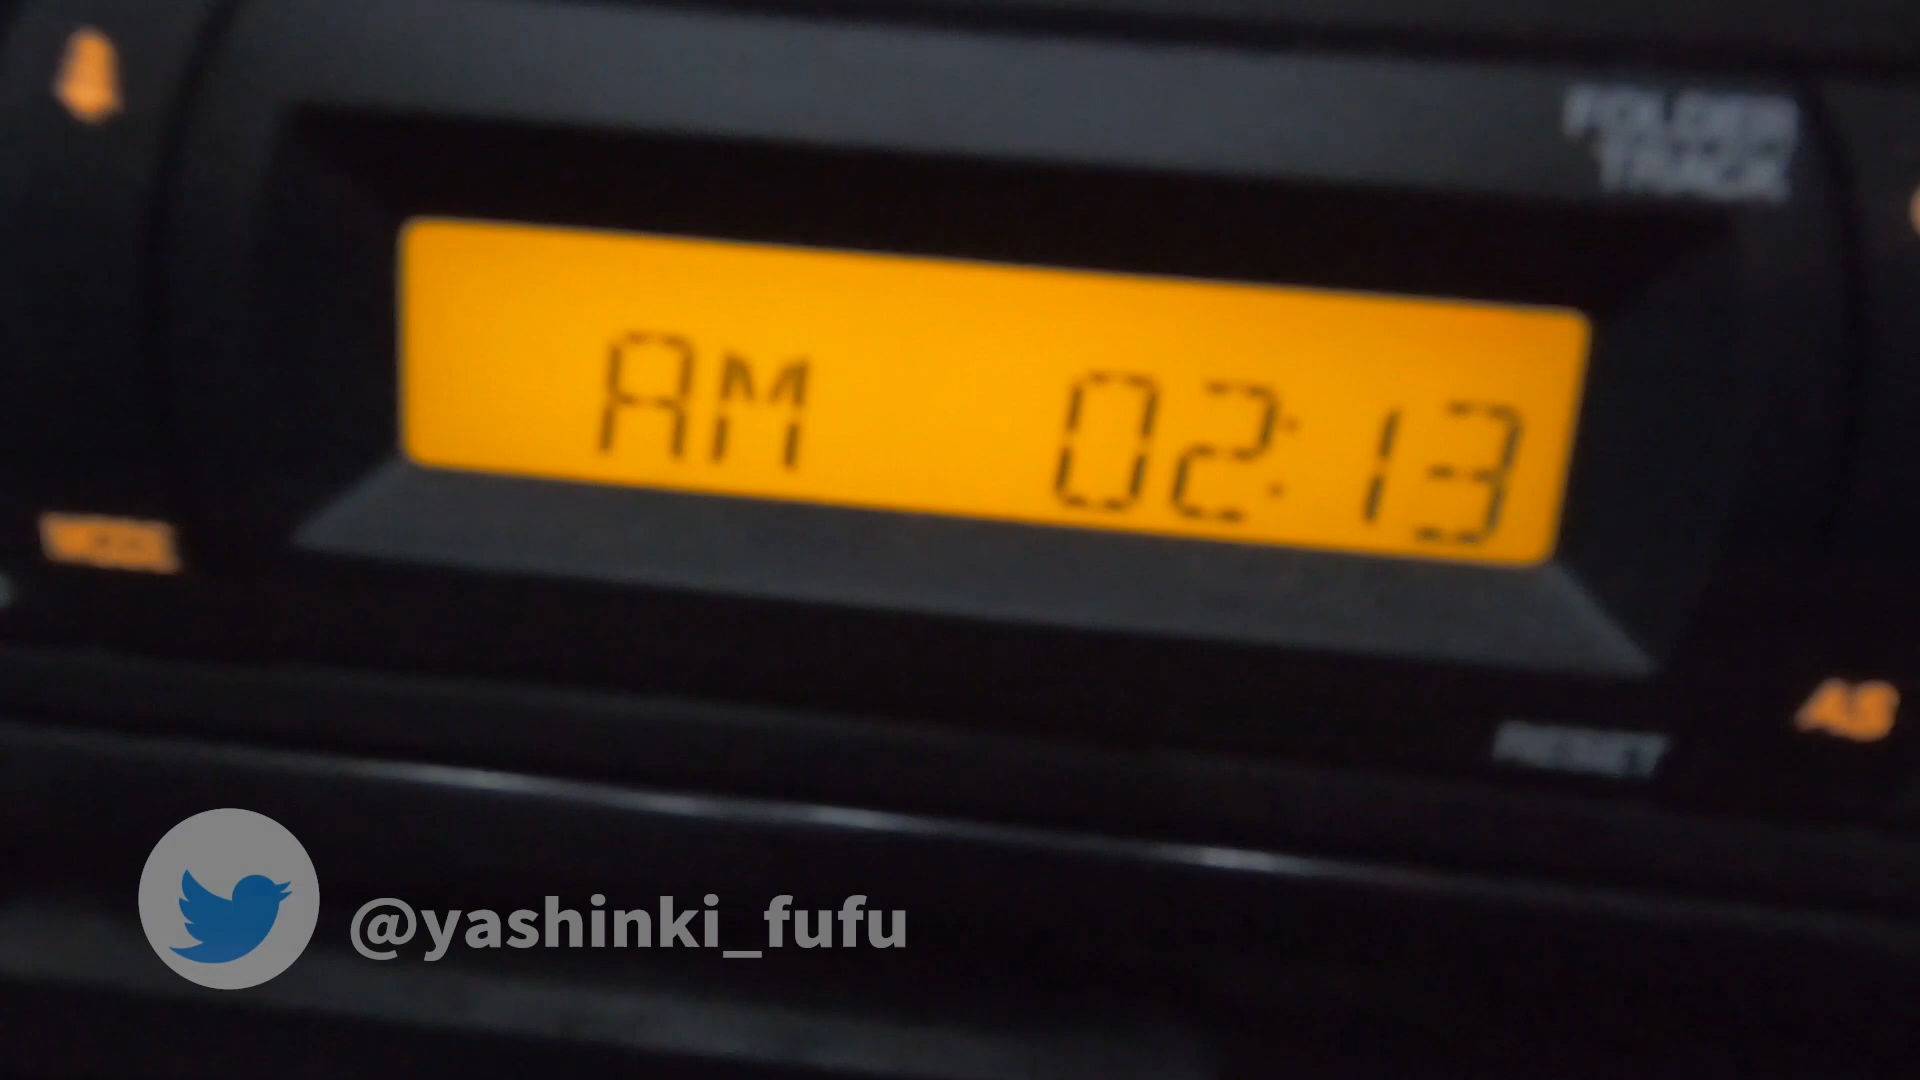 FOLDER
TRACK
AM 02:13
RESET
AS
@yashinki_fufu